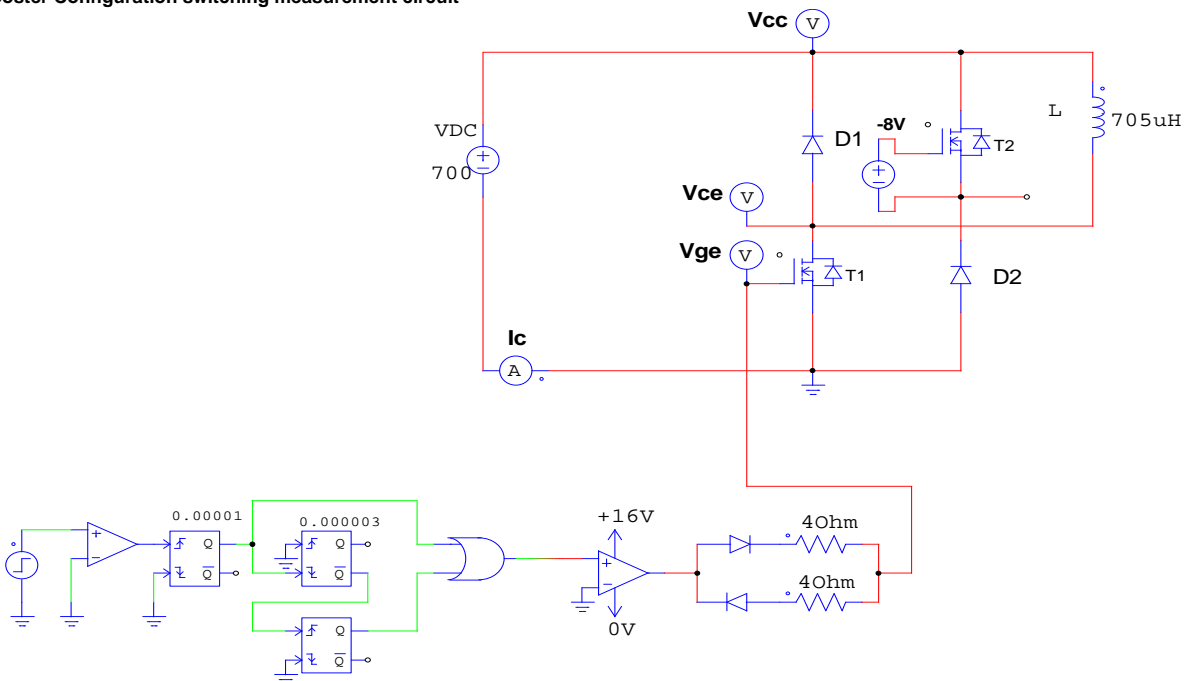 Configuration switching measurement circuit
Vcc
V
VDC
700
-8V
D1
T2
L
705uH
Vce
V
Vge
V
T1
D2
Ic
A
0.00001
Q
Q
0.000003
Q
Q
Q
Q
+16V
0V
4Ohm
4Ohm